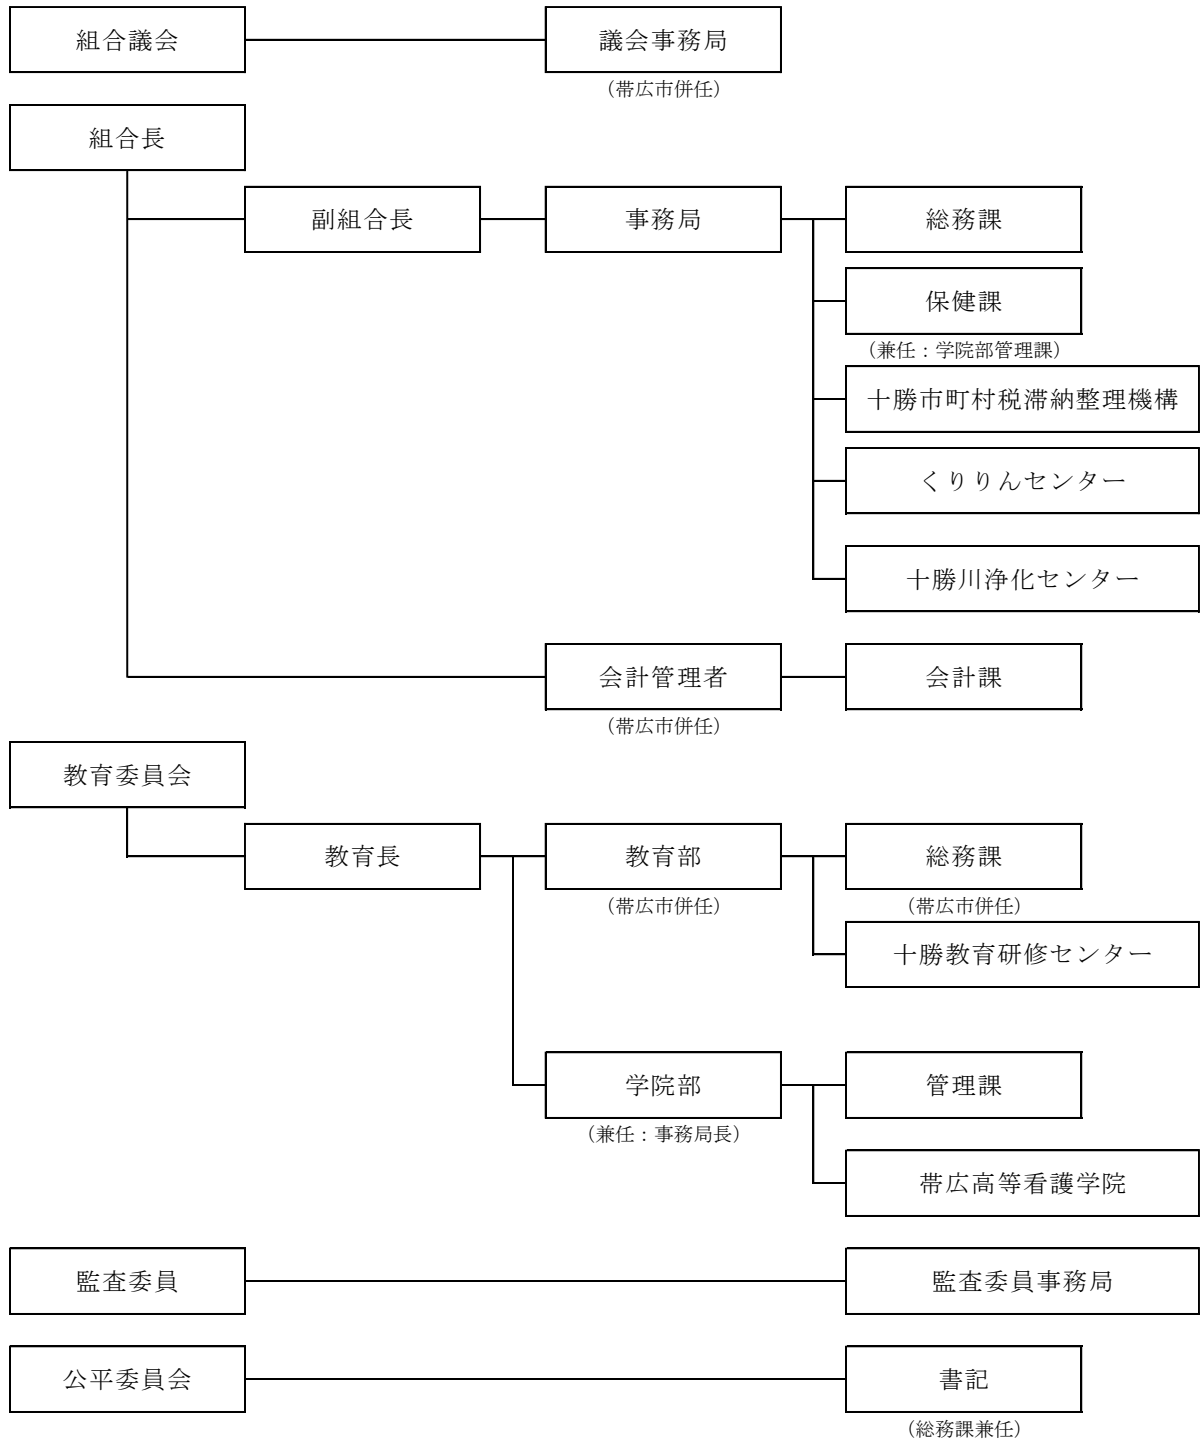 組合議会
議会事務局
(帯広市併任)
組合長
副組合長
事務局
総務課
保健課
(兼任：学院部管理課)
十勝市町村税滞納整理機構
くりりんセンター
十勝川浄化センター
会計管理者
会計課
(帯広市併任)
教育委員会
教育長
教育部
総務課
(帯広市併任)
(帯広市併任)
十勝教育研修センター
学院部
管理課
(兼任：事務局長)
帯広高等看護学院
監査委員
監査委員事務局
公平委員会
書記
(総務課兼任)